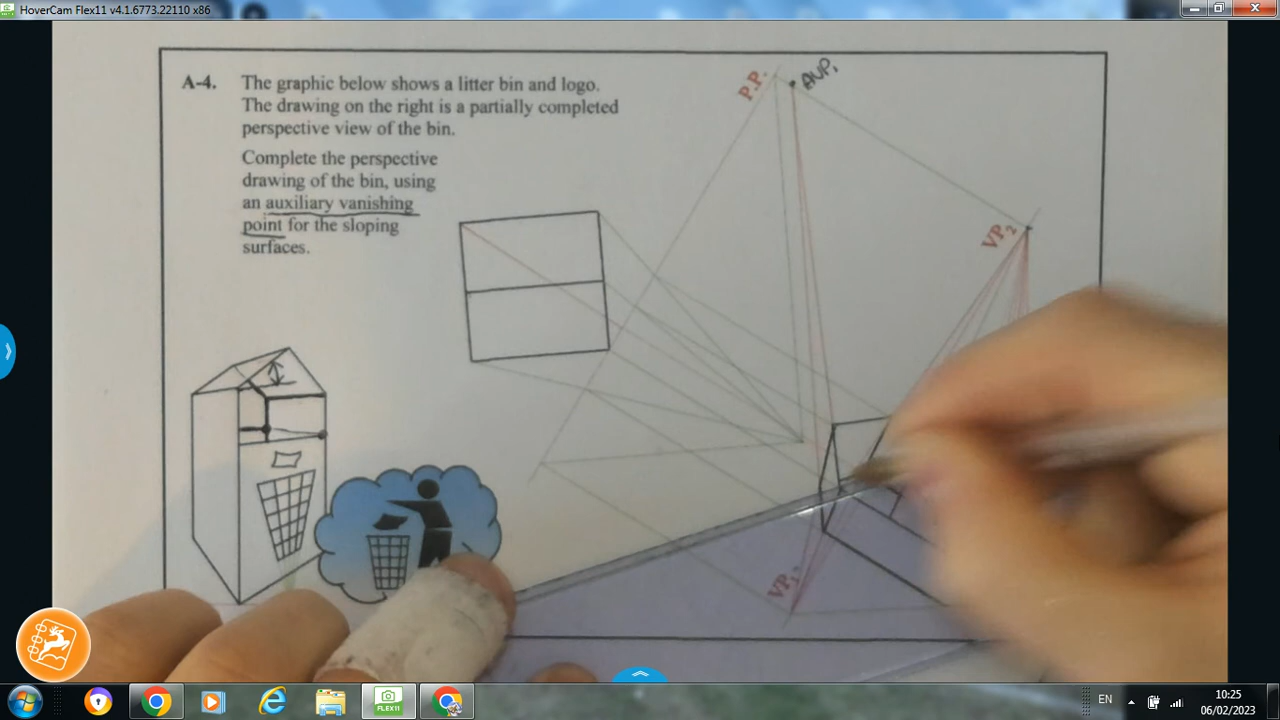 HoverCam Flex11 v4.1.6773.22110 x86
A-4. The graphic below shows a litter bin and logo.
The drawing on the right is a partially completed
perspective view of the bin.
Complete the perspective
drawing of the bin, using
an auxiliary vanishing
point for the sloping
surfaces.
P.P.
AVP,
VP2
VP1
FLEX11
EN
10:25
06/02/2023